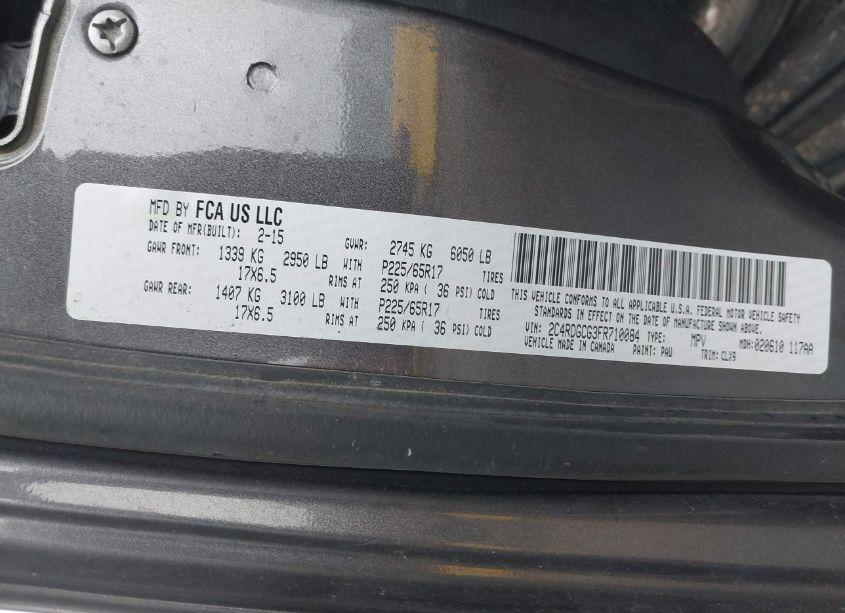 MFD BY FCA US LLC
DATE OF MFR(BUILT): 2-15 GVWR: 2745 KG 6050 LB
GAWR FRONT: 1339 KG 2950 LB WITH P225/65R17 TIRES
17X6.5 RIMS AT 250 KPA ( 36 PSI) COLD
GAWR REAR: 1407 KG 3100 LB WITH P225/65R17 TIRES
17X6.5 RIMS AT 250 KPA ( 36 PSI) COLD
THIS VEHICLE CONFORMS TO ALL APPLICABLE U.S.A. FEDERAL MOTOR VEHICLE SAFETY
STANDARDS IN EFFECT ON THE DATE OF MANUFACTURE SHOWN ABOVE.
VIN: 2C4RDGCG3FR710084 TYPE: MPV MDH:020610 117AA
VEHICLE MADE IN CANADA PAINT: PAU TRIM: CLX9